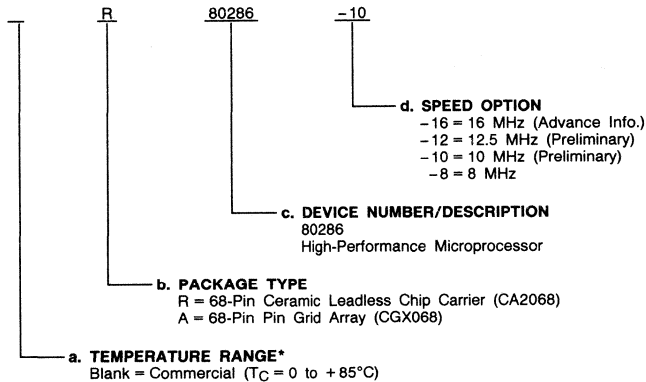 R 80286 –10
d. SPEED OPTION
–16 = 16 MHz (Advance Info.)
–12 = 12.5 MHz (Preliminary)
–10 = 10 MHz (Preliminary)
–8 = 8 MHz
c. DEVICE NUMBER/DESCRIPTION
80286
High-Performance Microprocessor
b. PACKAGE TYPE
R = 68-Pin Ceramic Leadless Chip Carrier (CA2068)
A = 68-Pin Pin Grid Array (CGX068)
a. TEMPERATURE RANGE*
Blank = Commercial (TC = 0 to +85°C)